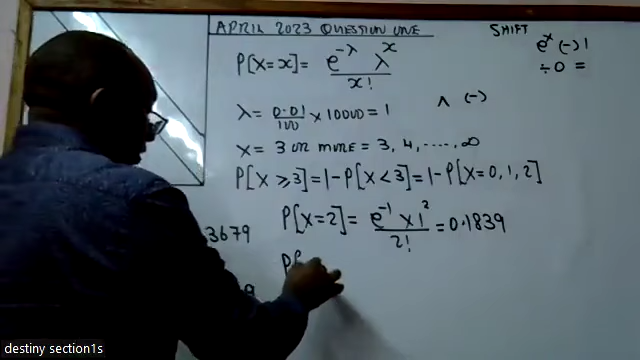 APRIL 2023 QUESTION ONE
SHIFT
e^x (-) 1
÷ 0 =
P[X=x] = e^-λ λ^x / x!
λ = 0.01/100 x 10000 = 1
∧ (-)
x = 3 or more = 3, 4, ....., ∞
P[X ≥ 3] = 1 - P[X < 3] = 1 - P[X = 0, 1, 2]
3679
P[X=2] = e^-1 x 1^2 / 2! = 0.1839
P[
destiny section1s